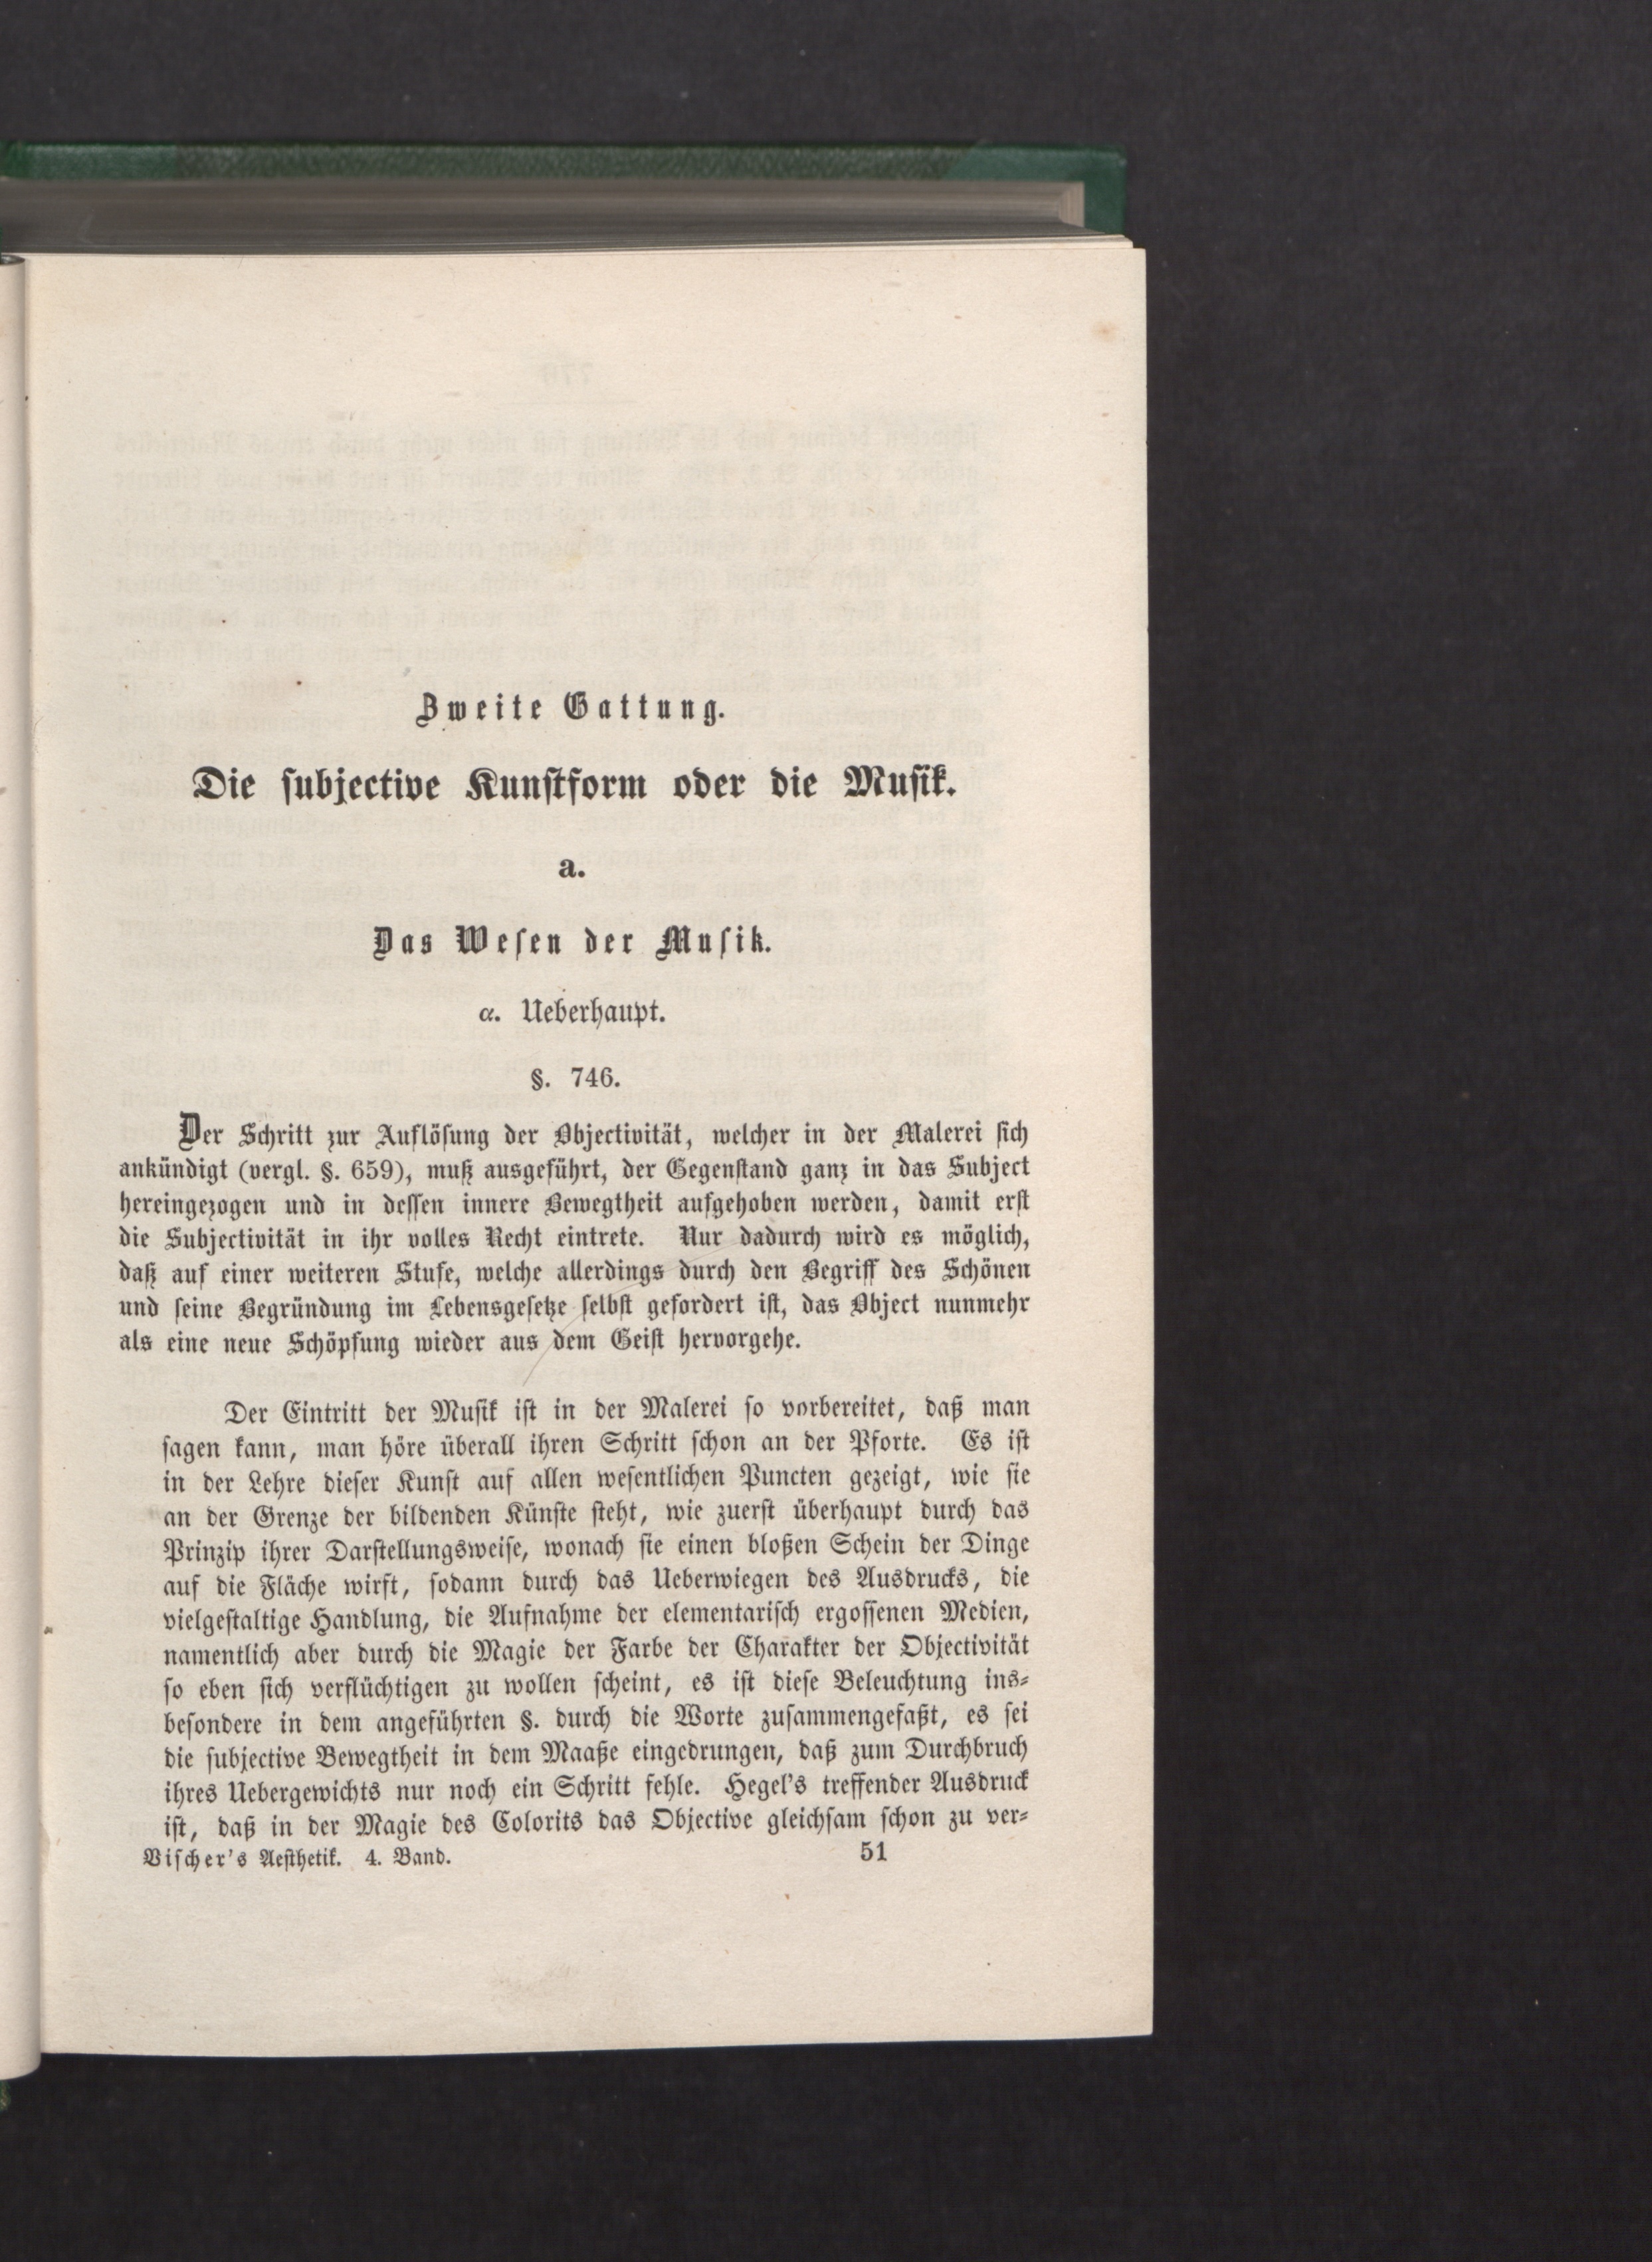 Zweite Gattung.
Die subjective Kunstform oder die Musik.
a.
Das Wesen der Musik.
α. Ueberhaupt.
§. 746.
Der Schritt zur Auflösung der Objectivität, welcher in der Malerei sich
ankündigt (vergl. §. 659), muß ausgeführt, der Gegenstand ganz in das Subject
hereingezogen und in dessen innere Bewegtheit aufgehoben werden, damit erst
die Subjectivität in ihr volles Recht eintrete. Nur dadurch wird es möglich,
daß auf einer weiteren Stufe, welche allerdings durch den Begriff des Schönen
und seine Begründung im Lebensgesetze selbst gefordert ist, das Object nunmehr
als eine neue Schöpfung wieder aus dem Geist hervorgehe.
Der Eintritt der Musik ist in der Malerei so vorbereitet, daß man
sagen kann, man höre überall ihren Schritt schon an der Pforte. Es ist
in der Lehre dieser Kunst auf allen wesentlichen Puncten gezeigt, wie sie
an der Grenze der bildenden Künste steht, wie zuerst überhaupt durch das
Prinzip ihrer Darstellungsweise, wonach sie einen bloßen Schein der Dinge
auf die Fläche wirft, sodann durch das Ueberwiegen des Ausdrucks, die
vielgestaltige Handlung, die Aufnahme der elementarisch ergossenen Medien,
namentlich aber durch die Magie der Farbe der Charakter der Objectivität
so eben sich verflüchtigen zu wollen scheint, es ist diese Beleuchtung ins-
besondere in dem angeführten §. durch die Worte zusammengefaßt, es sei
die subjective Bewegtheit in dem Maaße eingedrungen, daß zum Durchbruch
ihres Uebergewichts nur noch ein Schritt fehle. Hegel's treffender Ausdruck
ist, daß in der Magie des Colorits das Objective gleichsam schon zu ver-
Vischer's Aesthetik. 4. Band. 51